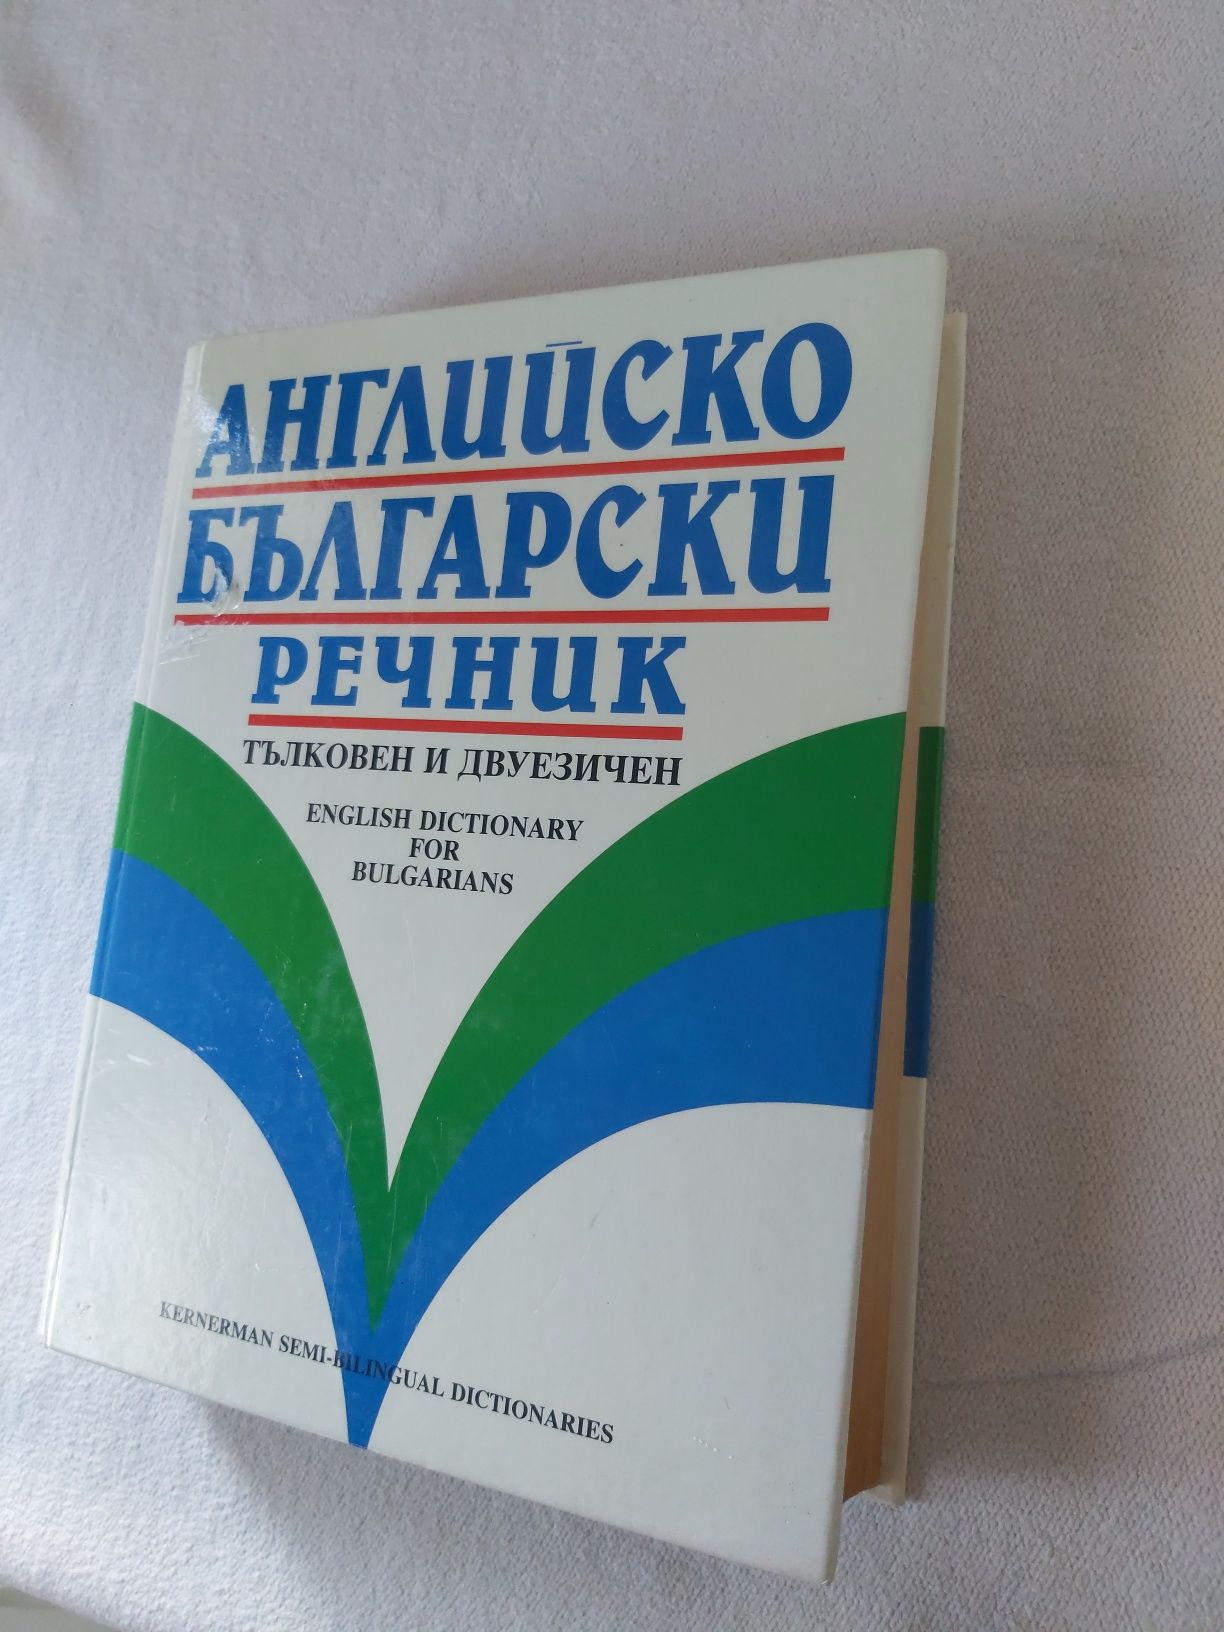 АНГЛИЙСКО
БЪЛГАРСКИ
РЕЧНИК
ТЪЛКОВЕН И ДВУЕЗИЧЕН
ENGLISH DICTIONARY
FOR
BULGARIANS
KERNERMAN SEMI-BILINGUAL DICTIONARIES